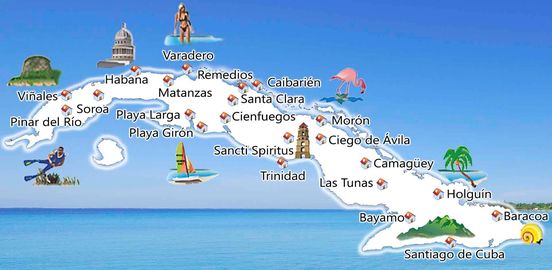 Varadero
Habana
Remedios
Viñales
Matanzas
Caibarién
Soroa
Santa Clara
Pinar del Río
Playa Larga
Cienfuegos
Morón
Playa Girón
Ciego de Ávila
Sancti Spiritus
Trinidad
Camagüey
Las Tunas
Holguín
Bayamo
Baracoa
Santiago de Cuba